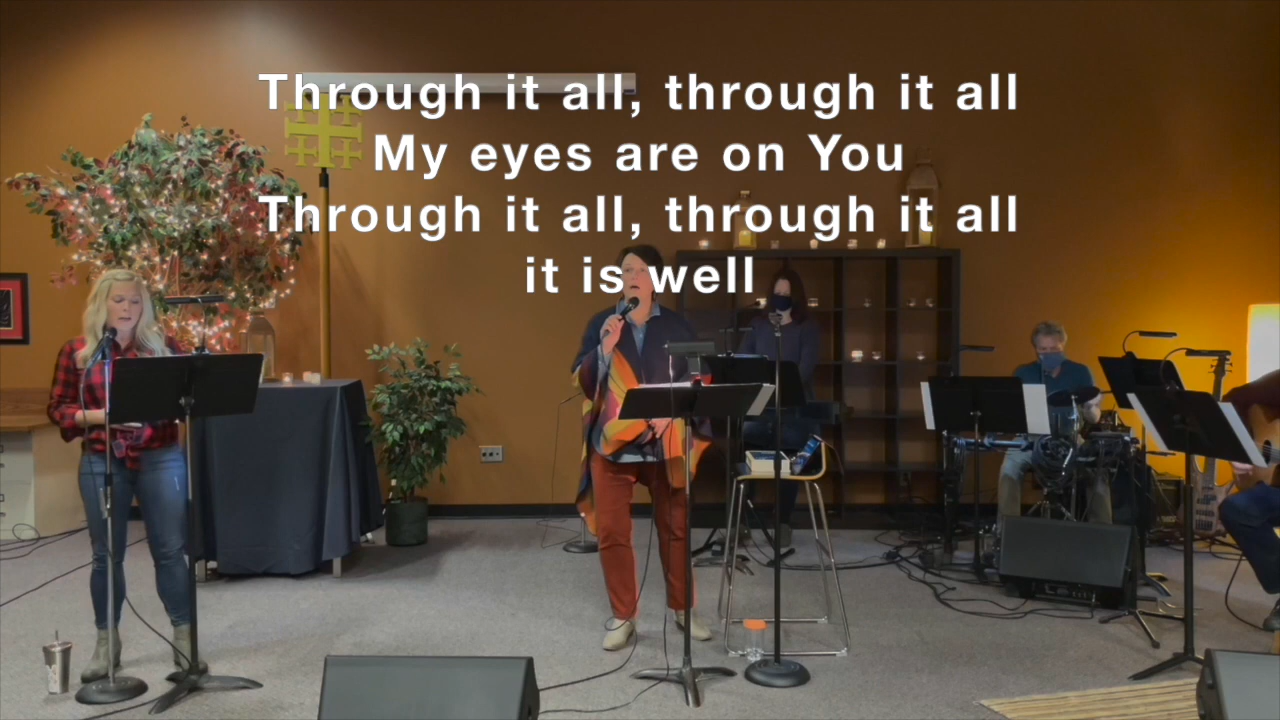 Through it all, through it all
My eyes are on You
Through it all, through it all
it is well